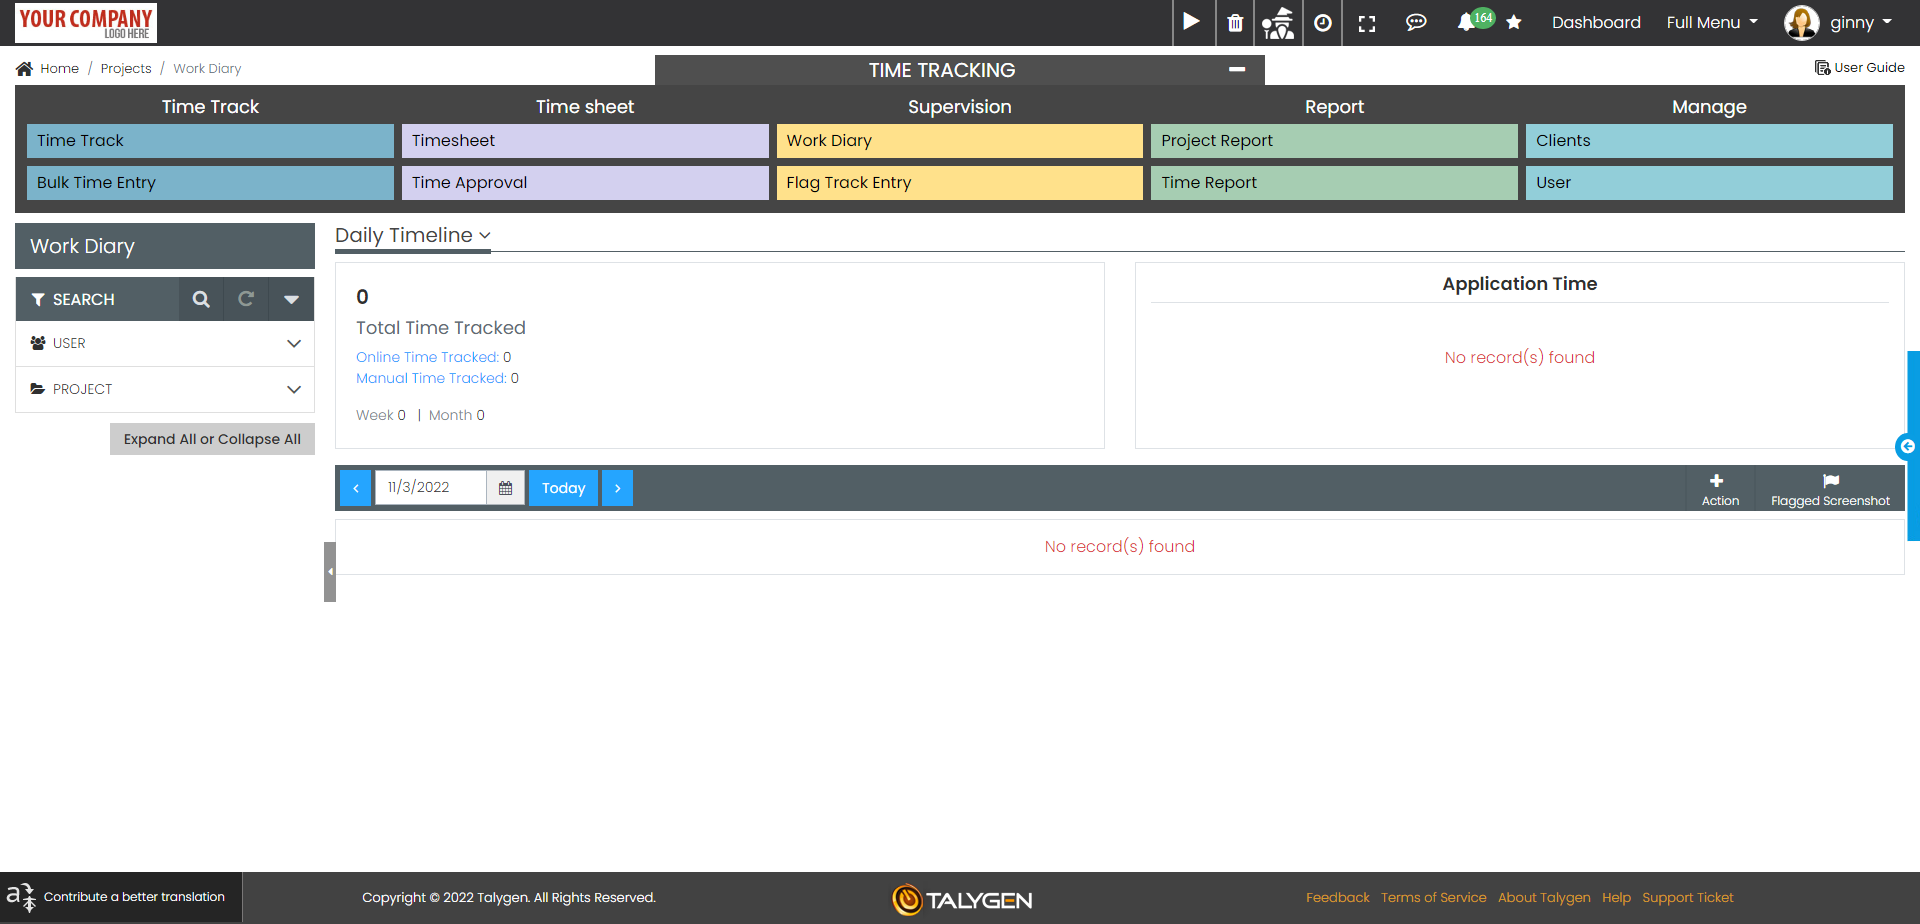 YOUR COMPANY
LOGO HERE
164
Dashboard
Full Menu
ginny
Home / Projects / Work Diary
TIME TRACKING
User Guide
Time Track
Time sheet
Supervision
Report
Manage
Time Track
Timesheet
Work Diary
Project Report
Clients
Bulk Time Entry
Time Approval
Flag Track Entry
Time Report
User
Work Diary
SEARCH
USER
PROJECT
Expand All or Collapse All
Daily Timeline
0
Total Time Tracked
Online Time Tracked: 0
Manual Time Tracked: 0
Week 0 | Month 0
Application Time
No record(s) found
11/3/2022
Today
Action
Flagged Screenshot
No record(s) found
Contribute a better translation
Copyright © 2022 Talygen. All Rights Reserved.
TALYGEN
Feedback Terms of Service About Talygen Help Support Ticket